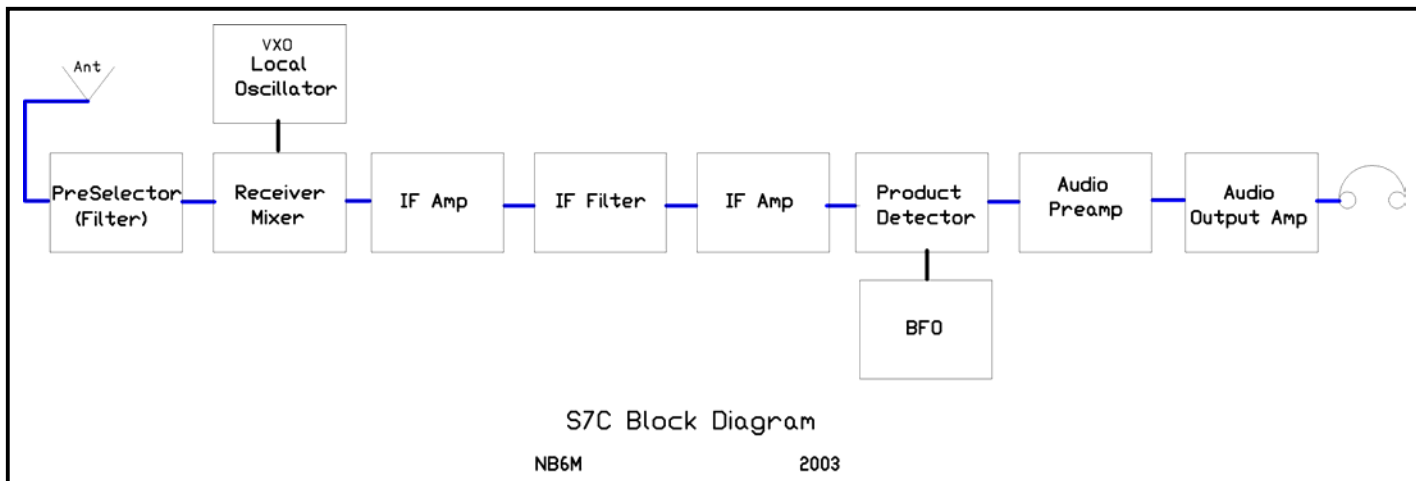 Ant
VXO
Local
Oscillator
PreSelector
(Filter)
Receiver
Mixer
IF Amp
IF Filter
IF Amp
Product
Detector
Audio
Preamp
Audio
Output Amp
BFO
S7C Block Diagram
NB6M 2003